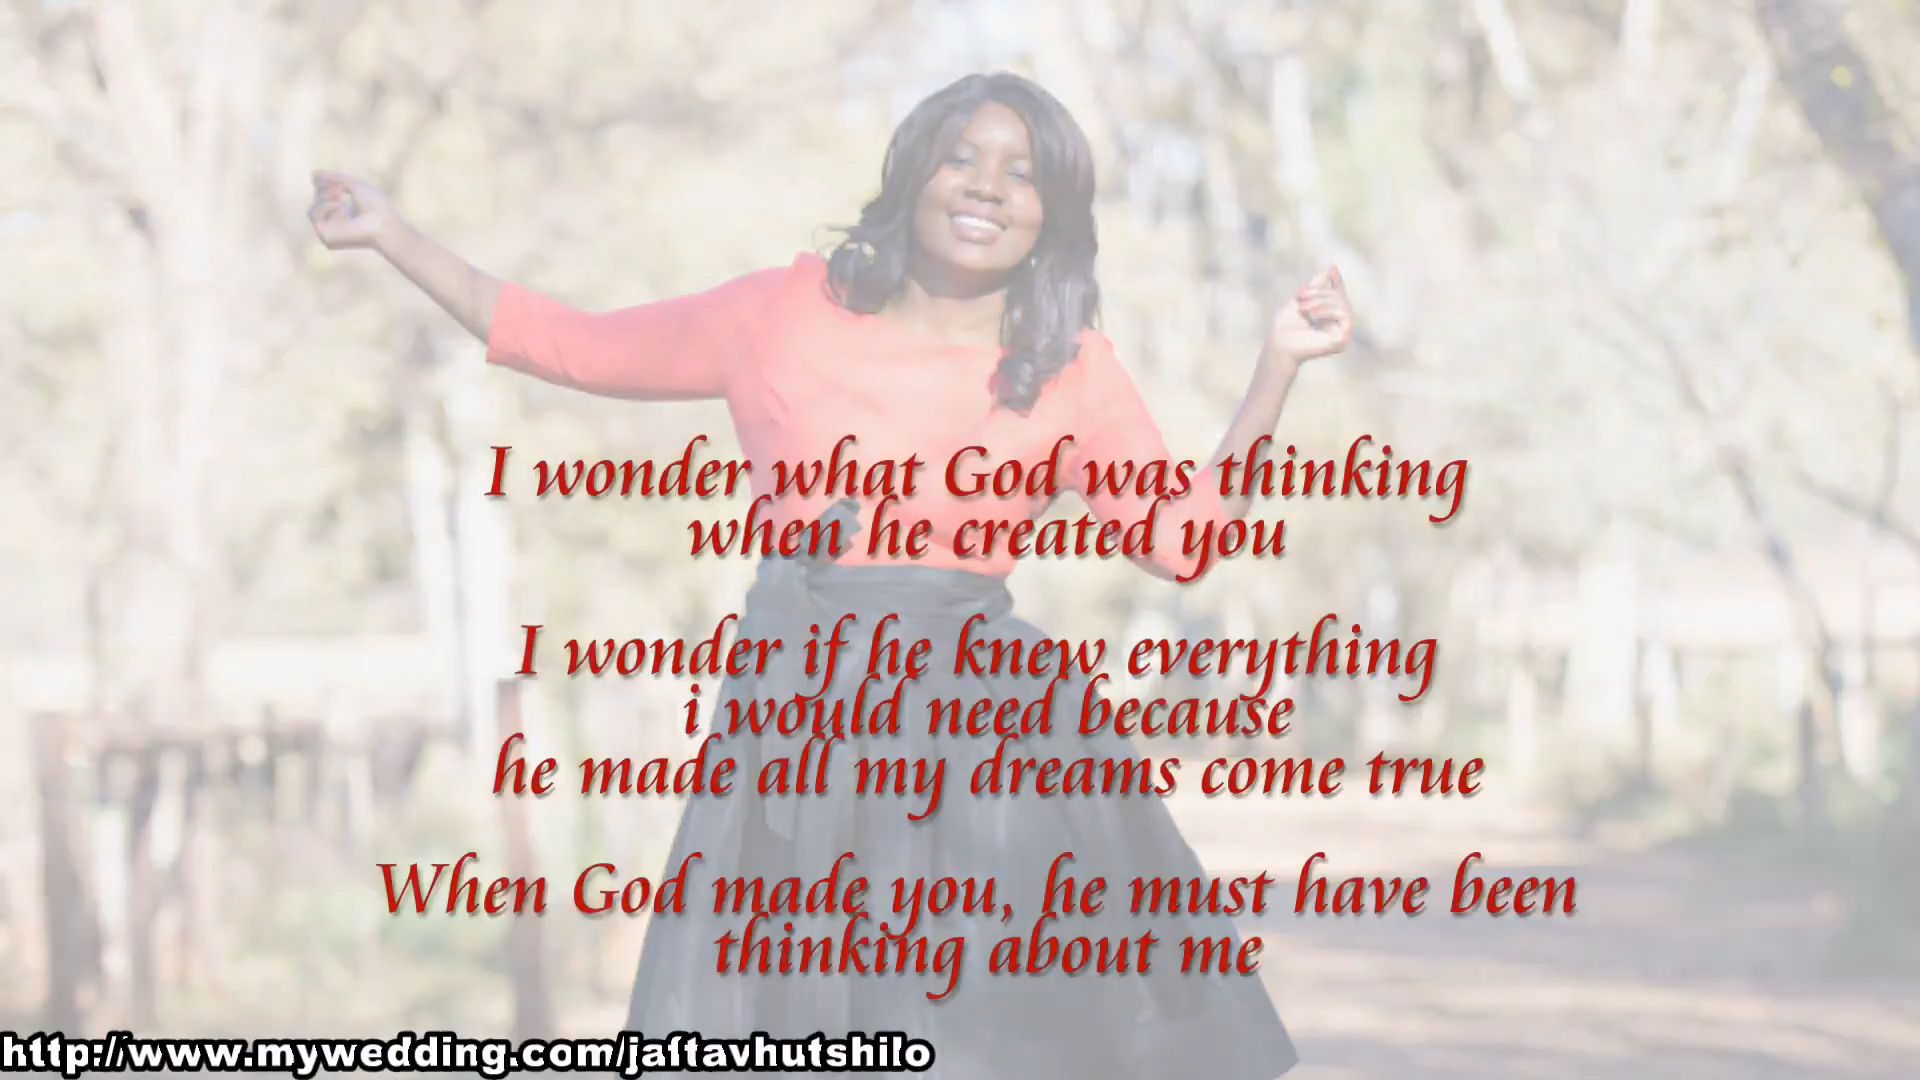 I wonder what God was thinking
when he created you
I wonder if he knew everything
i would need because
he made all my dreams come true
When God made you, he must have been
thinking about me
http://www.mywedding.com/jaftavhutshilo